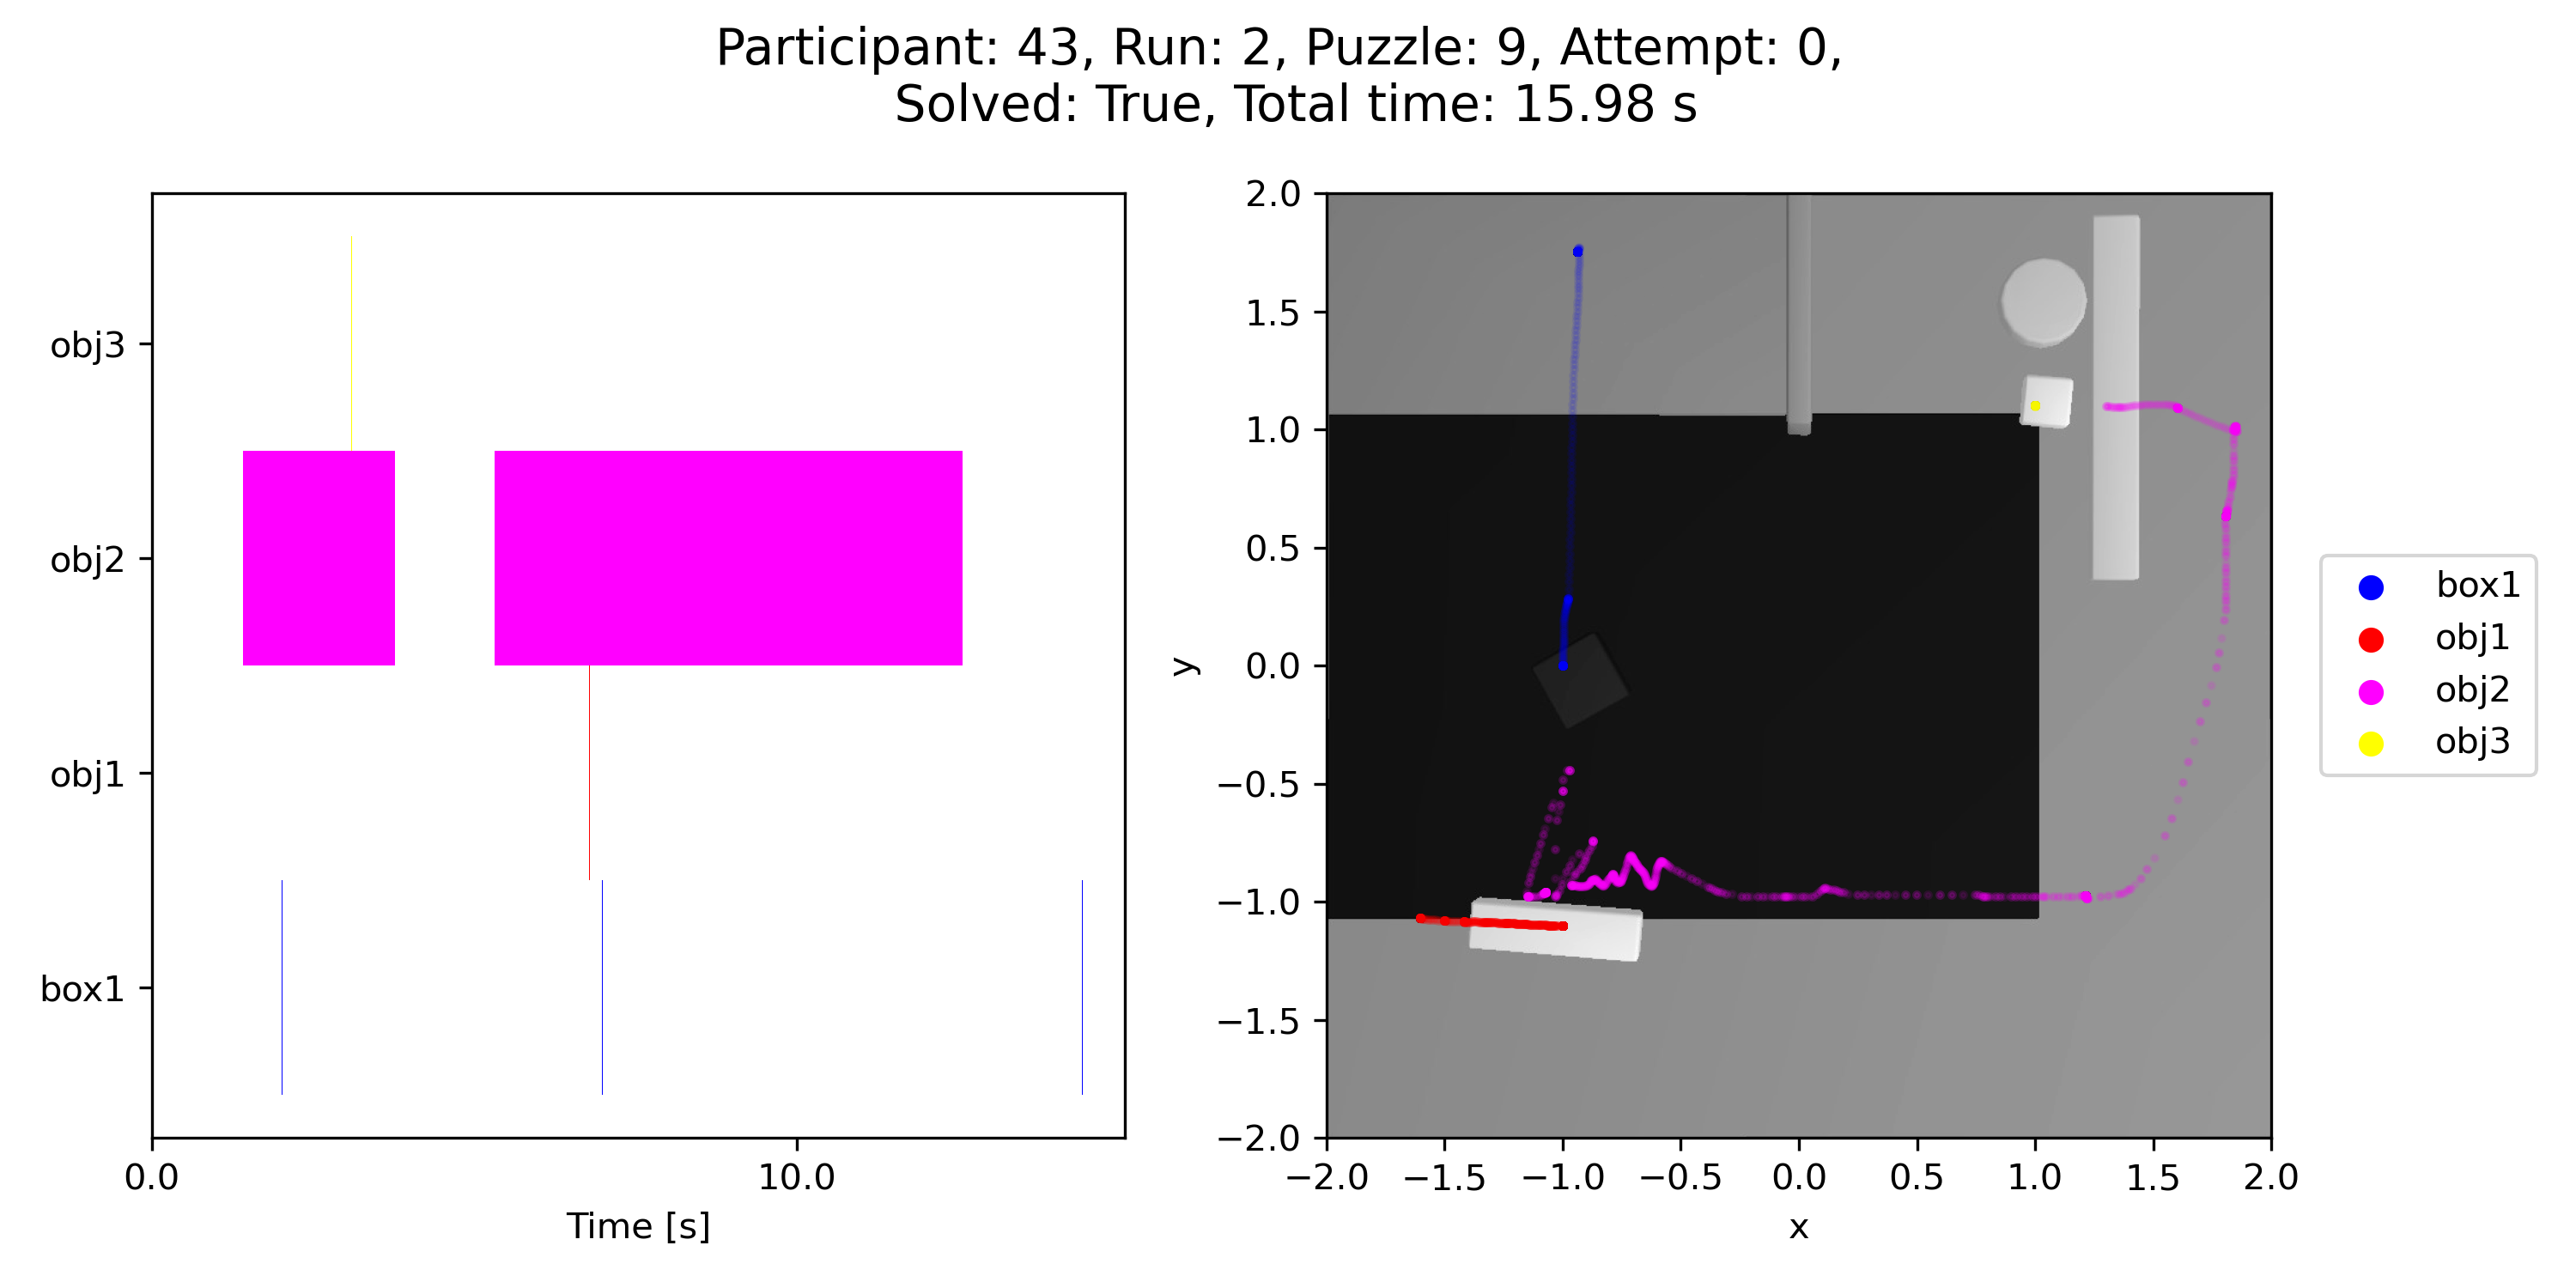 Participant: 43, Run: 2, Puzzle: 9, Attempt: 0,
Solved: True, Total time: 15.98 s
obj3
obj2
obj1
box1
0.0
10.0
Time [s]
2.0
1.5
1.0
0.5
0.0
−0.5
−1.0
−1.5
−2.0
y
−2.0 −1.5 −1.0 −0.5 0.0 0.5 1.0 1.5 2.0
x
box1
obj1
obj2
obj3